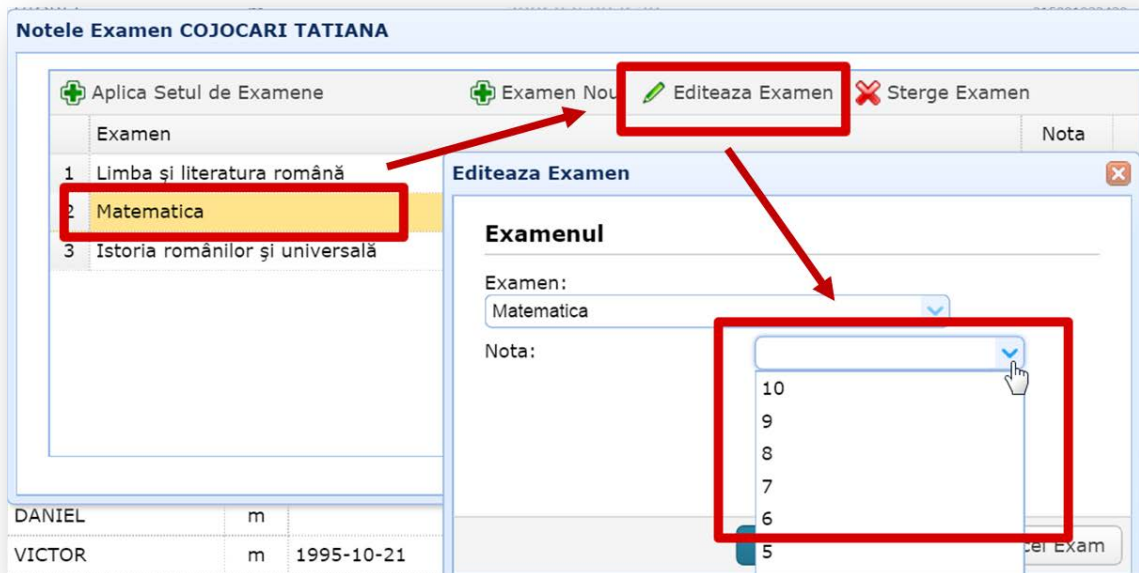 Notele Examen COJOCARI TATIANA
Aplica Setul de Examene Examen Nou Editeaza Examen Sterge Examen
Examen Nota
1 Limba și literatura română
2 Matematica
3 Istoria românilor și universală
Editeaza Examen
Examenul
Examen:
Matematica
Nota:
10
9
8
7
6
5
Exam
DANIEL m
VICTOR m 1995-10-21